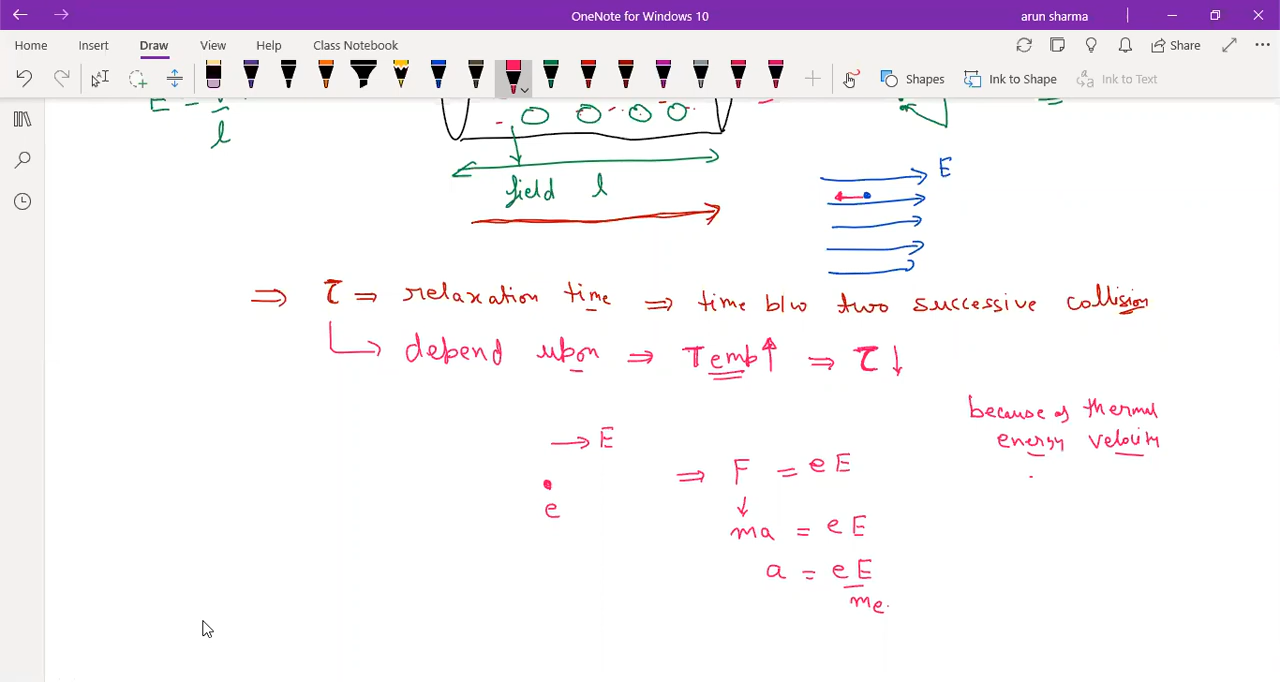 OneNote for Windows 10
arun sharma
Home Insert Draw View Help Class Notebook
Share
Shapes Ink to Shape Ink to Text
l
field l
E
⇒ τ ⇒ relaxation time ⇒ time b/w two successive collision
depend upon ⇒ Temp↑ ⇒ τ↓
because of thermal
energy velocity
→ E
e
⇒ F = eE
↓
ma = eE
a = eE
me